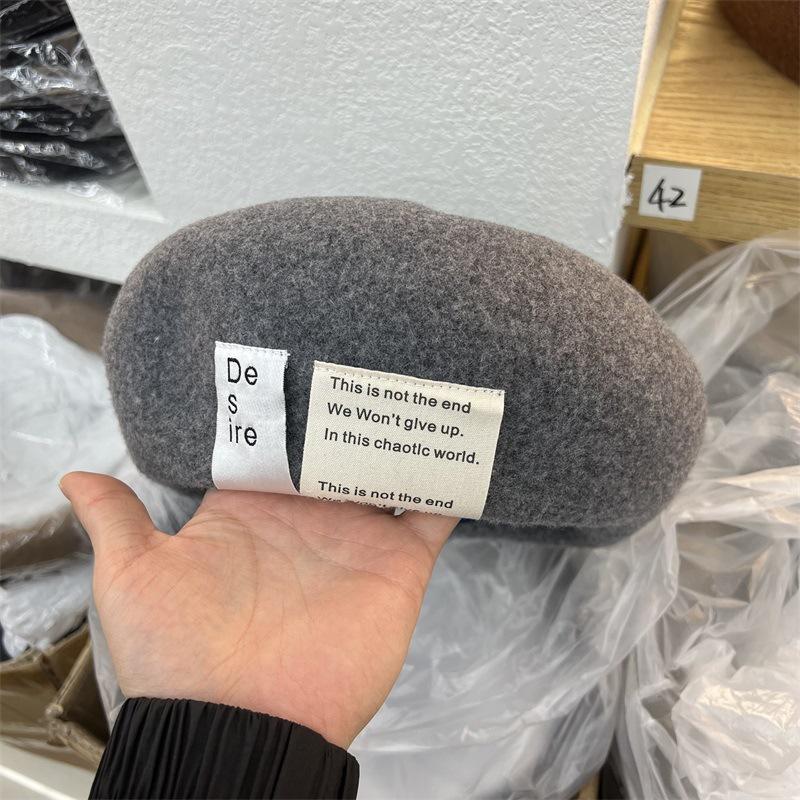 42
De
s
ire
This is not the end
We Won't give up.
In this chaotic world.
This is not the end